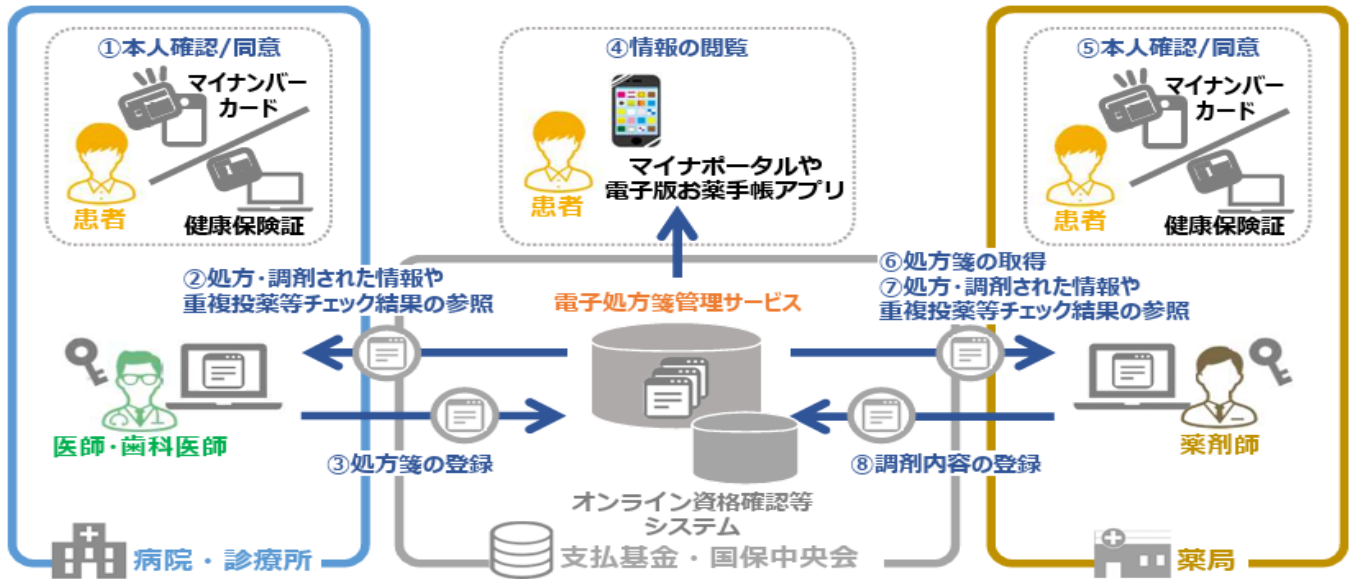 ①本人確認/同意
マイナンバー
カード
患者
健康保険証
②処方・調剤された情報や
重複投薬等チェック結果の参照
医師・歯科医師
③処方箋の登録
病院・診療所
④情報の閲覧
患者
マイナポータルや
電子版お薬手帳アプリ
電子処方箋管理サービス
オンライン資格確認等
システム
支払基金・国保中央会
⑤本人確認/同意
マイナンバー
カード
患者
健康保険証
⑥処方箋の取得
⑦処方・調剤された情報や
重複投薬等チェック結果の参照
薬剤師
⑧調剤内容の登録
薬局